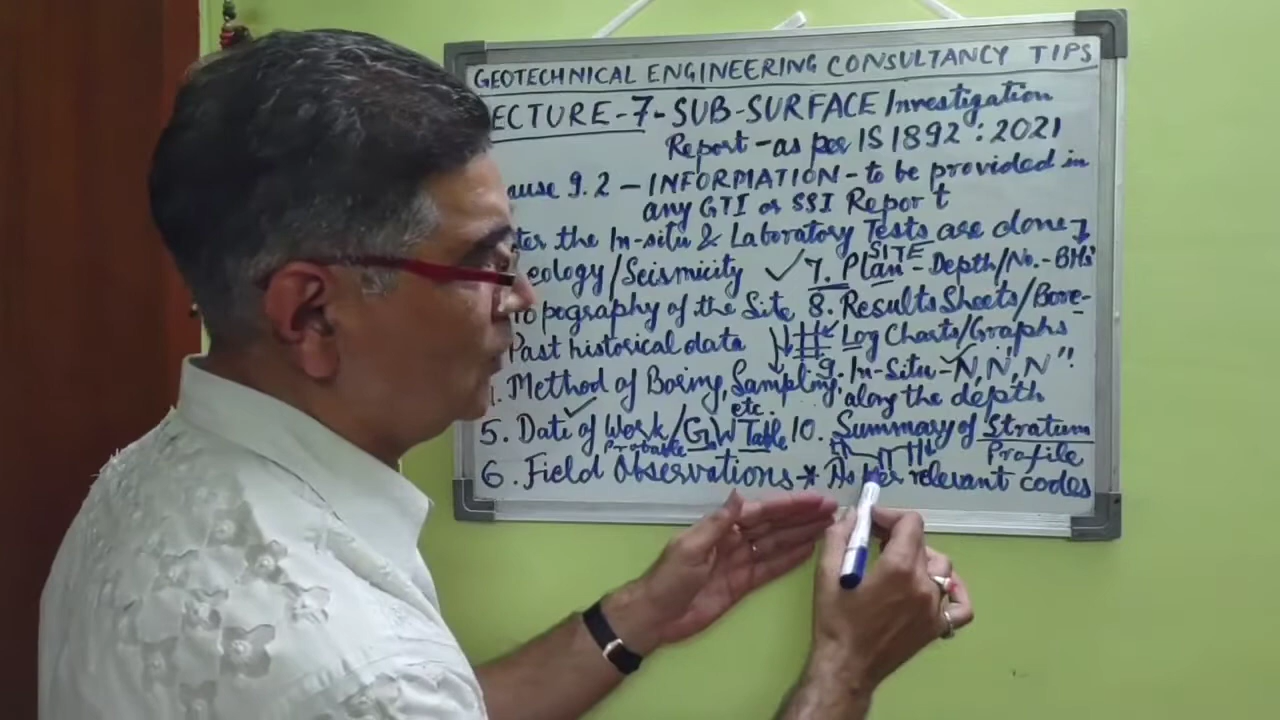 GEOTECHNICAL ENGINEERING CONSULTANCY TIPS
ECTURE-7-SUB-SURFACE Investigation
Report - as per IS 1892 : 2021
ause 9.2 - INFORMATION - to be provided in
any GTI or SSI Report
ter the In-situ & Laboratory Tests are done
eology/Seismicity
opography of the Site
Past historical data
Method of Boring, Sampling,
etc.
5. Date of Work/GW Table
Probable
6. Field Observations
7. SITE Plan - Depth/No. - BH's
8. Results Sheets/Bore-
Log Charts/Graphs
9. In-Situ - N, N', N"
along the depth
10. Summary of Stratum
Profile
* As per relevant codes